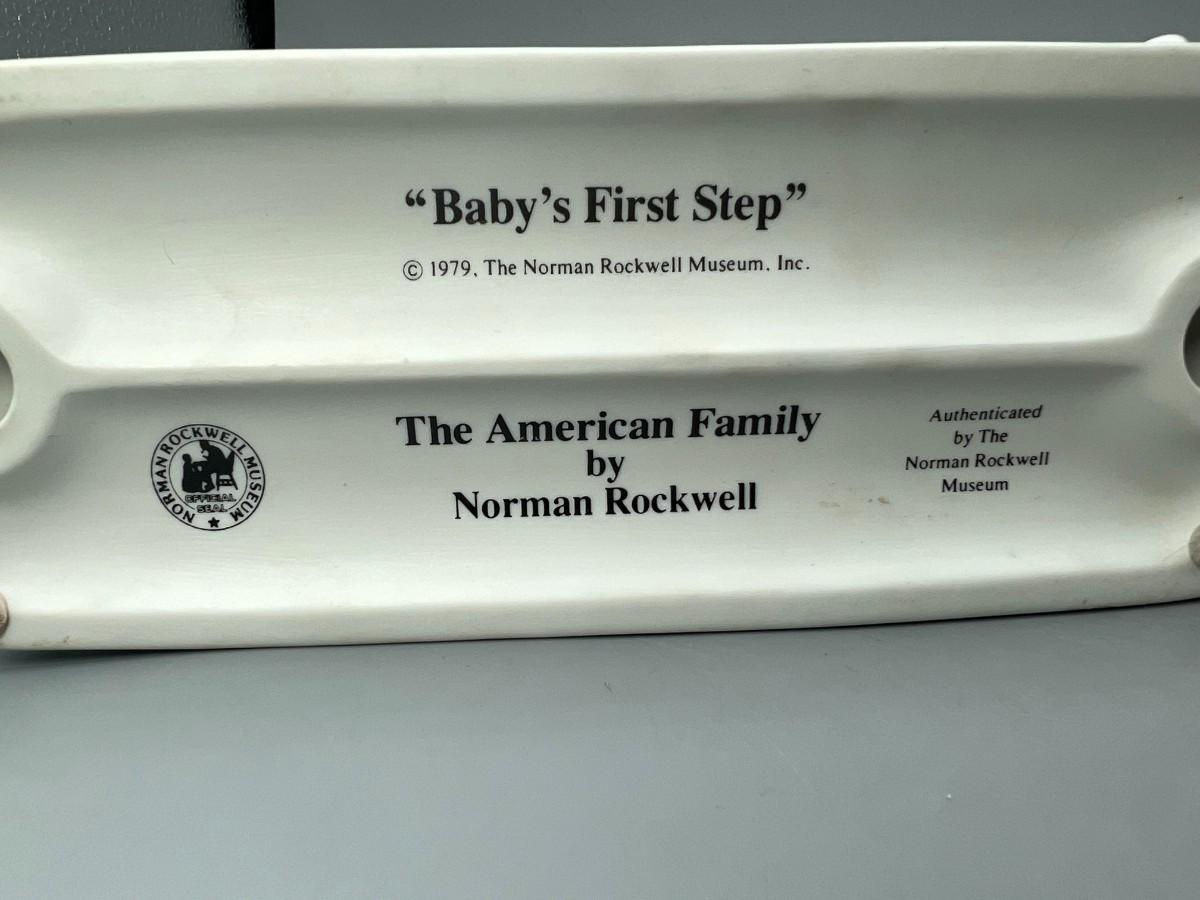 “Baby’s First Step”
© 1979, The Norman Rockwell Museum, Inc.
NORMAN ROCKWELL MUSEUM
OFFICIAL
SEAL
The American Family
by
Norman Rockwell
Authenticated
by The
Norman Rockwell
Museum